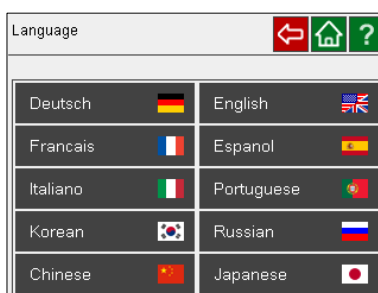 Language ?
Deutsch English
Francais Espanol
Italiano Portuguese
Korean Russian
Chinese Japanese